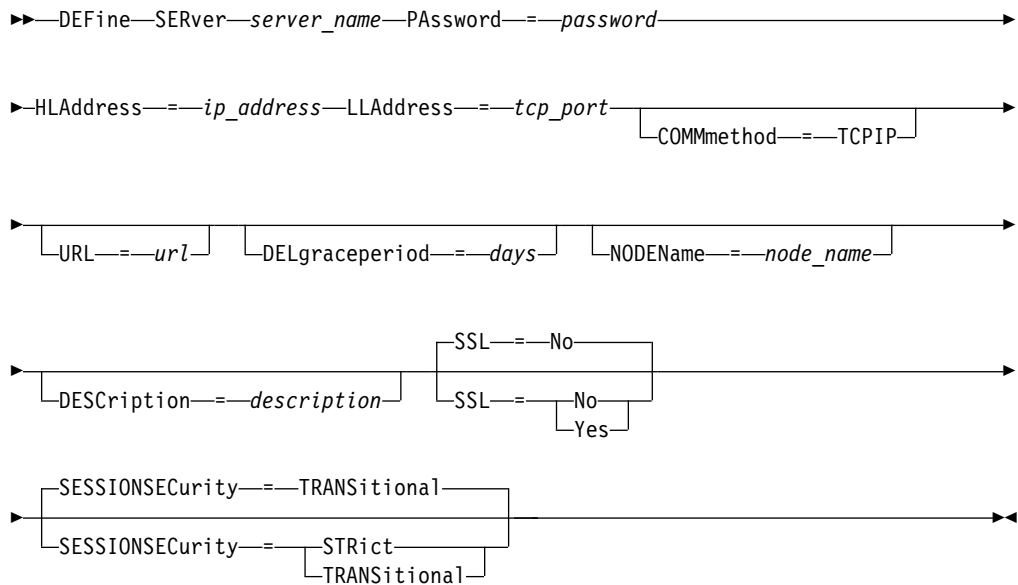 DEFine SERver server_name PAssword = password
HLAddress = ip_address LLAddress = tcp_port
COMMmethod = TCPIP
URL = url DELgraceperiod = days NODEName = node_name
SSL = No
DESCription = description SSL = No
Yes
SESSIONSECurity = TRANSitional
SESSIONSECurity = STRict
TRANSitional